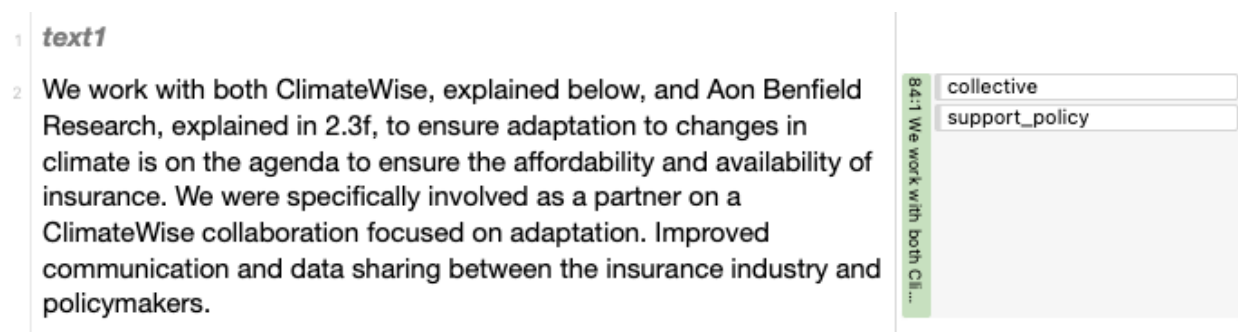 1 text1
2 We work with both ClimateWise, explained below, and Aon Benfield
Research, explained in 2.3f, to ensure adaptation to changes in
climate is on the agenda to ensure the affordability and availability of
insurance. We were specifically involved as a partner on a
ClimateWise collaboration focused on adaptation. Improved
communication and data sharing between the insurance industry and
policymakers.
84:1 We work with both Cli...
collective
support_policy